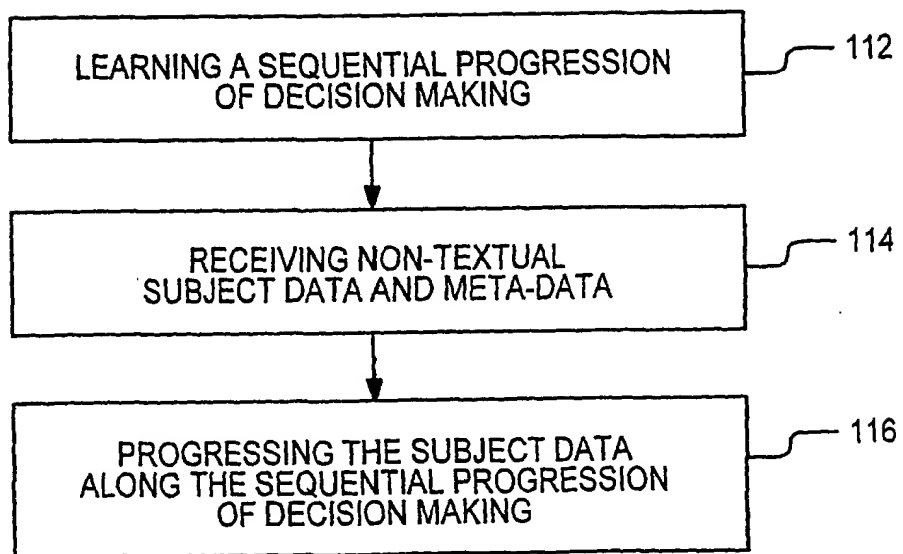 LEARNING A SEQUENTIAL PROGRESSION
OF DECISION MAKING
112
RECEIVING NON-TEXTUAL
SUBJECT DATA AND META-DATA
114
PROGRESSING THE SUBJECT DATA
ALONG THE SEQUENTIAL PROGRESSION
OF DECISION MAKING
116